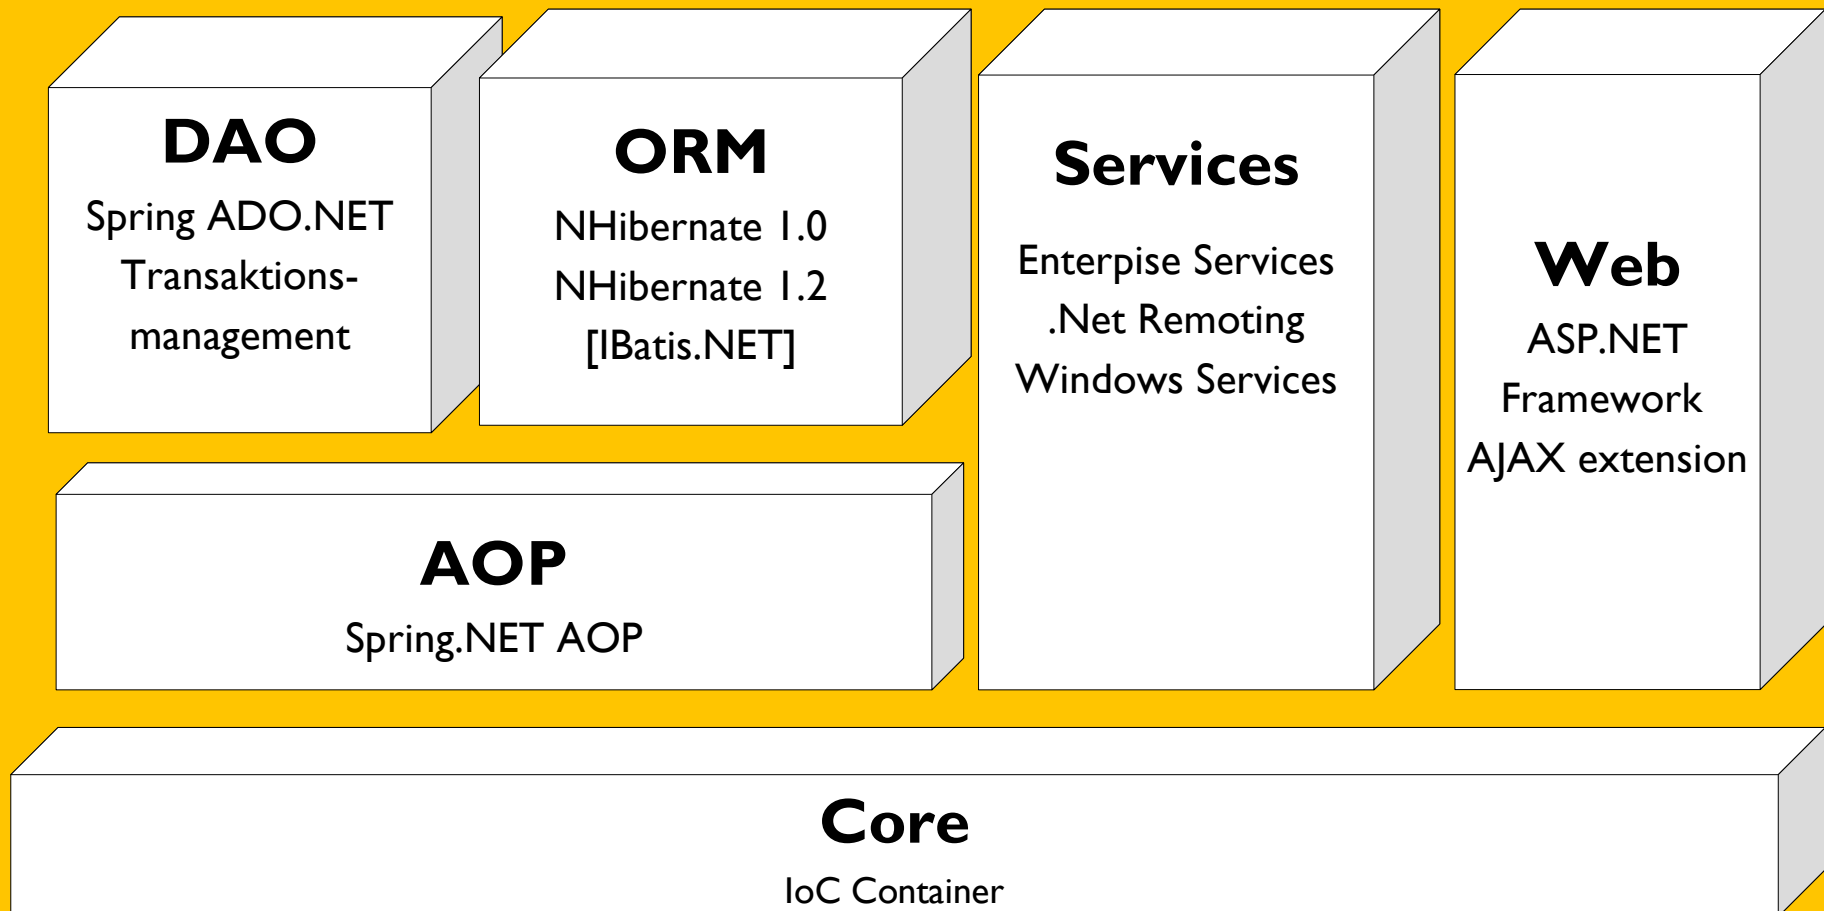 DAO
Spring ADO.NET
Transaktions-
management
ORM
NHibernate 1.0
NHibernate 1.2
[IBatis.NET]
Services
Enterpise Services
.Net Remoting
Windows Services
Web
ASP.NET
Framework
AJAX extension
AOP
Spring.NET AOP
Core
IoC Container